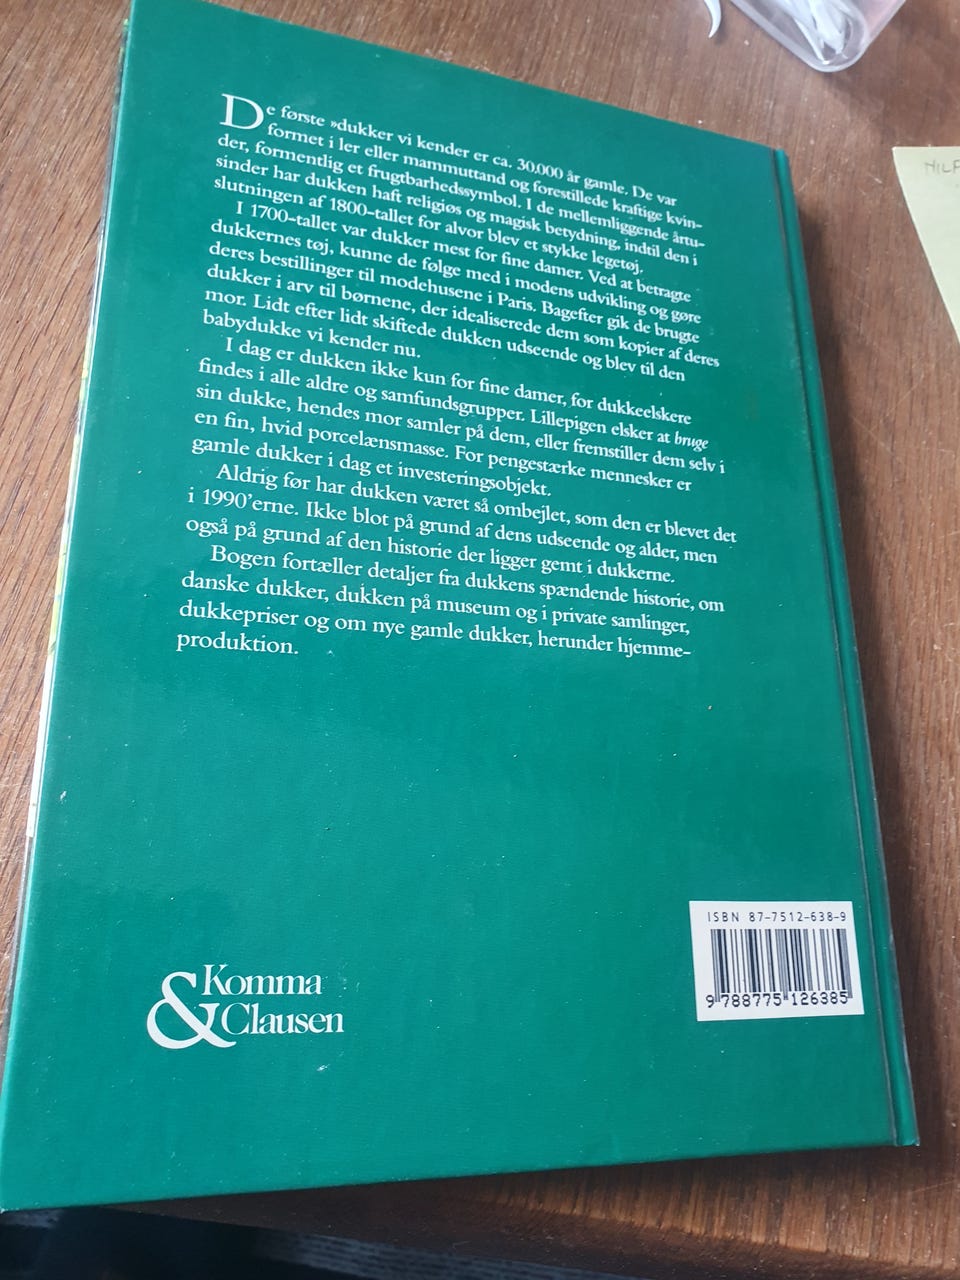 De første »dukker vi kender er ca. 30.000 år gamle. De var
formet i ler eller mammuttand og forestillede kraftige kvin-
der, formentlig et frugtbarhedssymbol. I de mellemliggende årtu-
sinder har dukken haft religiøs og magisk betydning, indtil den i
slutningen af 1800-tallet for alvor blev et stykke legetøj.
I 1700-tallet var dukker mest for fine damer. Ved at betragte
dukkernes tøj, kunne de følge med i modens udvikling og gøre
deres bestillinger til modehusene i Paris. Bagefter gik de brugte
dukker i arv til børnene, der idealiserede dem som kopier af deres
mor. Lidt efter lidt skiftede dukken udseende og blev til den
babydukke vi kender nu.
I dag er dukken ikke kun for fine damer, for dukkeelskere
findes i alle aldre og samfundsgrupper. Lillepigen elsker at bruge
sin dukke, hendes mor samler på dem, eller fremstiller dem selv i
en fin, hvid porcelænsmasse. For pengestærke mennesker er
gamle dukker i dag et investeringsobjekt.
Aldrig før har dukken været så ombejlet, som den er blevet det
i 1990'erne. Ikke blot på grund af dens udseende og alder, men
også på grund af den historie der ligger gemt i dukkerne.
Bogen fortæller detaljer fra dukkens spændende historie, om
danske dukker, dukken på museum og i private samlinger,
dukkepriser og om nye gamle dukker, herunder hjemme-
produktion.
ISBN 87-7512-638-9
9 788775 126385
Komma
& Clausen